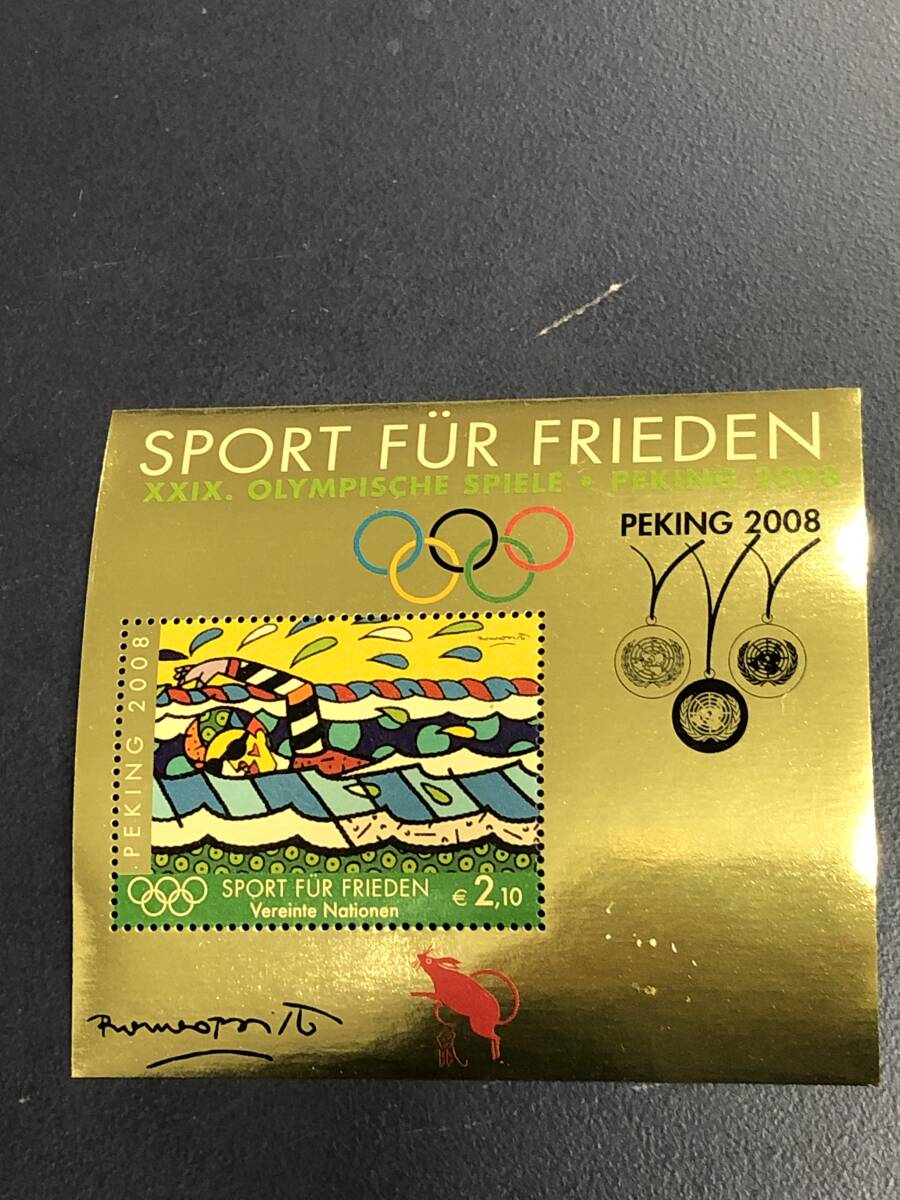 SPORT FÜR FRIEDEN
XXIX. OLYMPISCHE SPIELE • PEKING 2008
PEKING 2008
PEKING 2008
SPORT FÜR FRIEDEN
Vereinte Nationen
€ 2,10